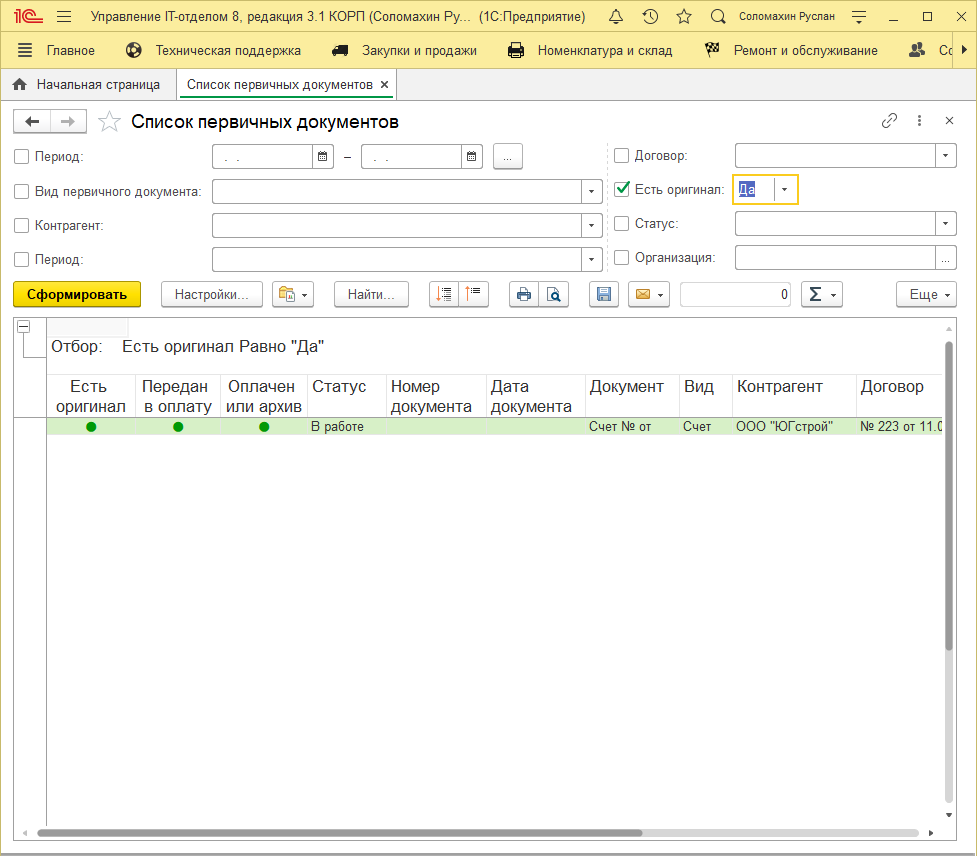 1С Управление IT-отделом 8, редакция 3.1 КОРП (Соломахин Ру... (1С:Предприятие) Соломахин Руслан
Главное Техническая поддержка Закупки и продажи Номенклатура и склад Ремонт и обслуживание Сс
Начальная страница Список первичных документов ×
Список первичных документов
Период: . . – . . ... Договор:
Вид первичного документа: Есть оригинал: Да
Контрагент: Статус:
Период: Организация: ...
Сформировать Настройки... Найти... 0 Σ Еще
Отбор: Есть оригинал Равно "Да"
Есть оригинал Передан в оплату Оплачен или архив Статус Номер документа Дата документа Документ Вид Контрагент Договор
В работе Счет № от Счет ООО "ЮГстрой" № 223 от 11.0